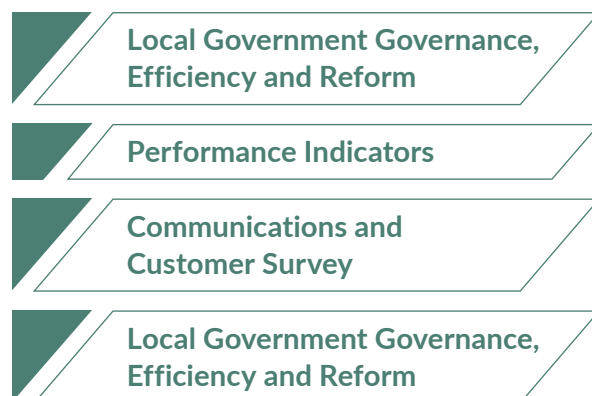 Local Government Governance,
Efficiency and Reform
Performance Indicators
Communications and
Customer Survey
Local Government Governance,
Efficiency and Reform